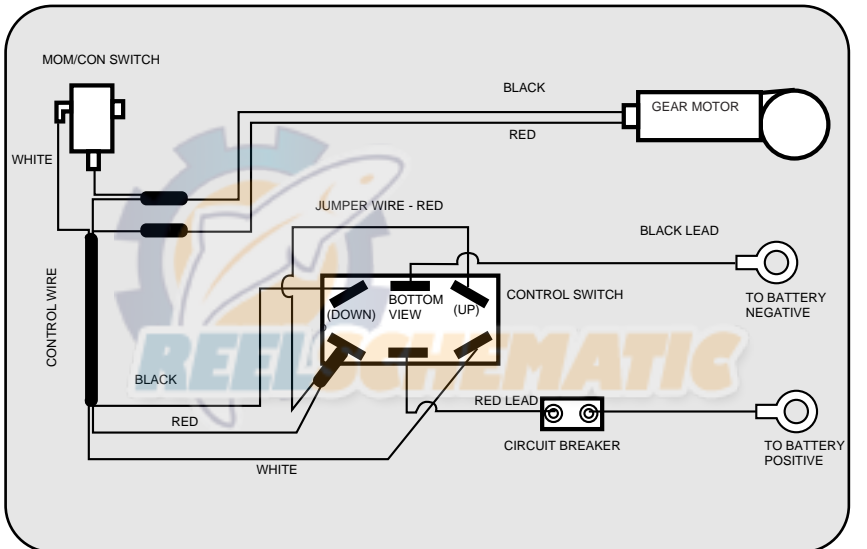 MOM/CON SWITCH
BLACK
GEAR MOTOR
RED
WHITE
JUMPER WIRE - RED
BLACK LEAD
CONTROL WIRE
BOTTOM
VIEW
(DOWN)
(UP)
CONTROL SWITCH
TO BATTERY
NEGATIVE
REELSCHEMATIC
BLACK
RED
RED LEAD
CIRCUIT BREAKER
TO BATTERY
POSITIVE
WHITE